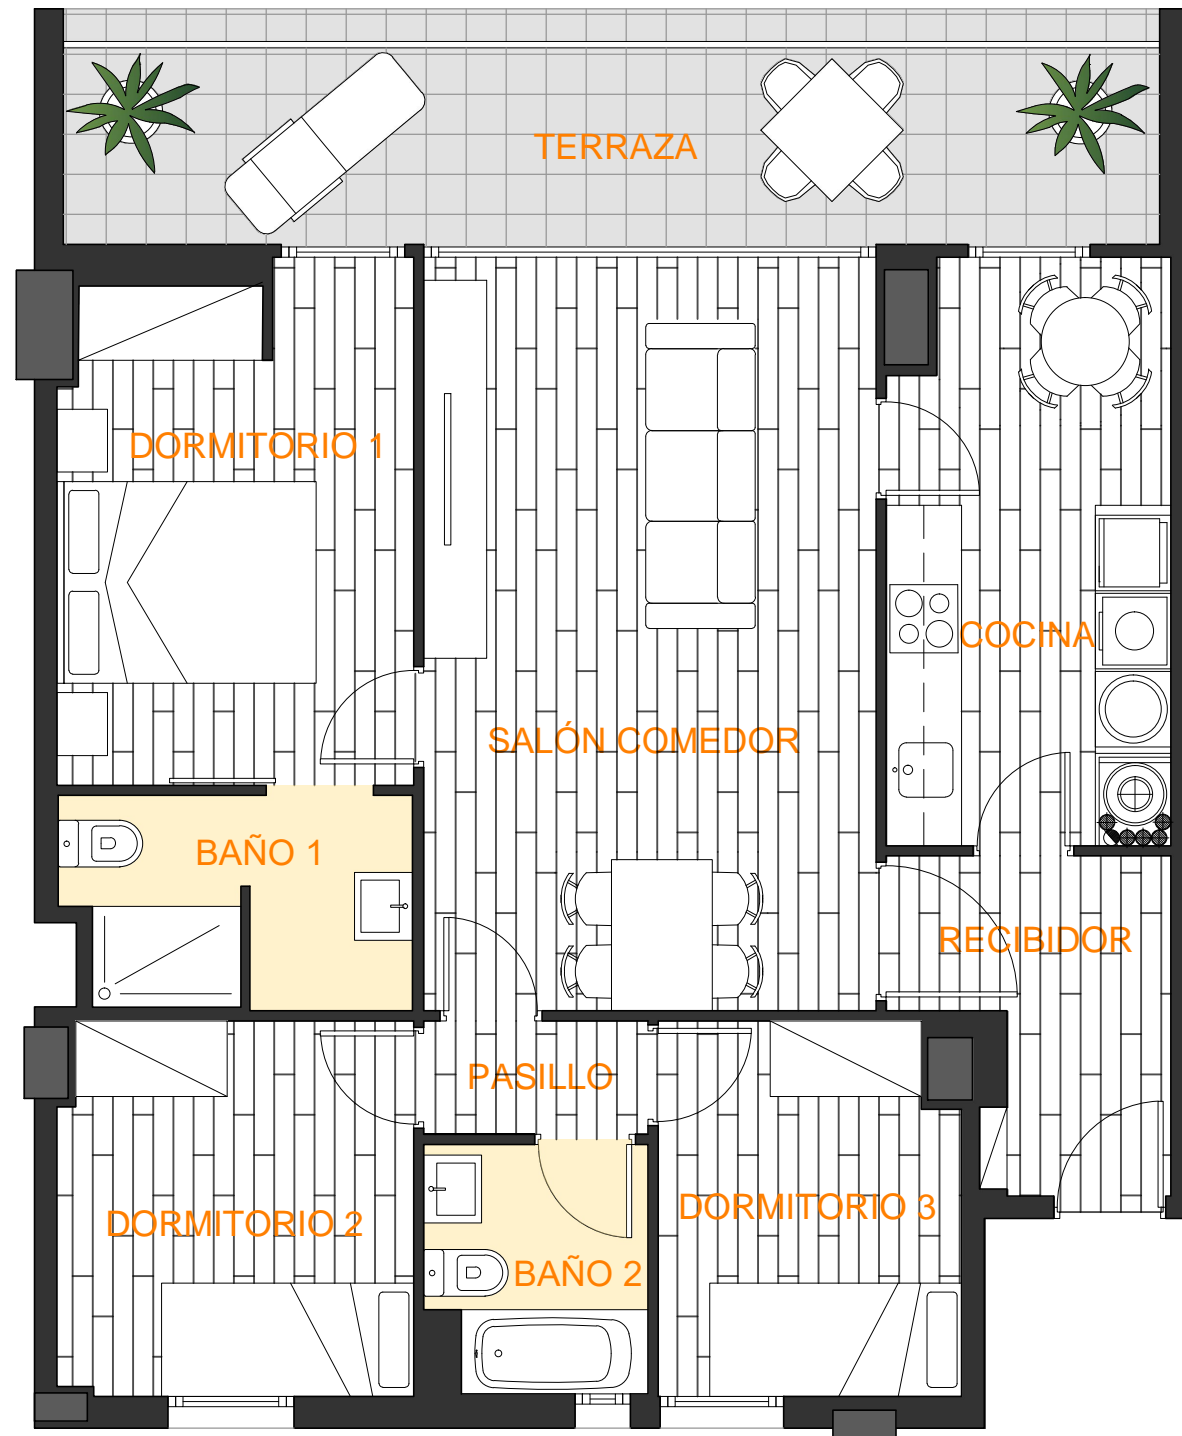 TERRAZA
DORMITORIO 1
COCINA
SALÓN COMEDOR
BAÑO 1
RECIBIDOR
PASILLO
DORMITORIO 2
DORMITORIO 3
BAÑO 2